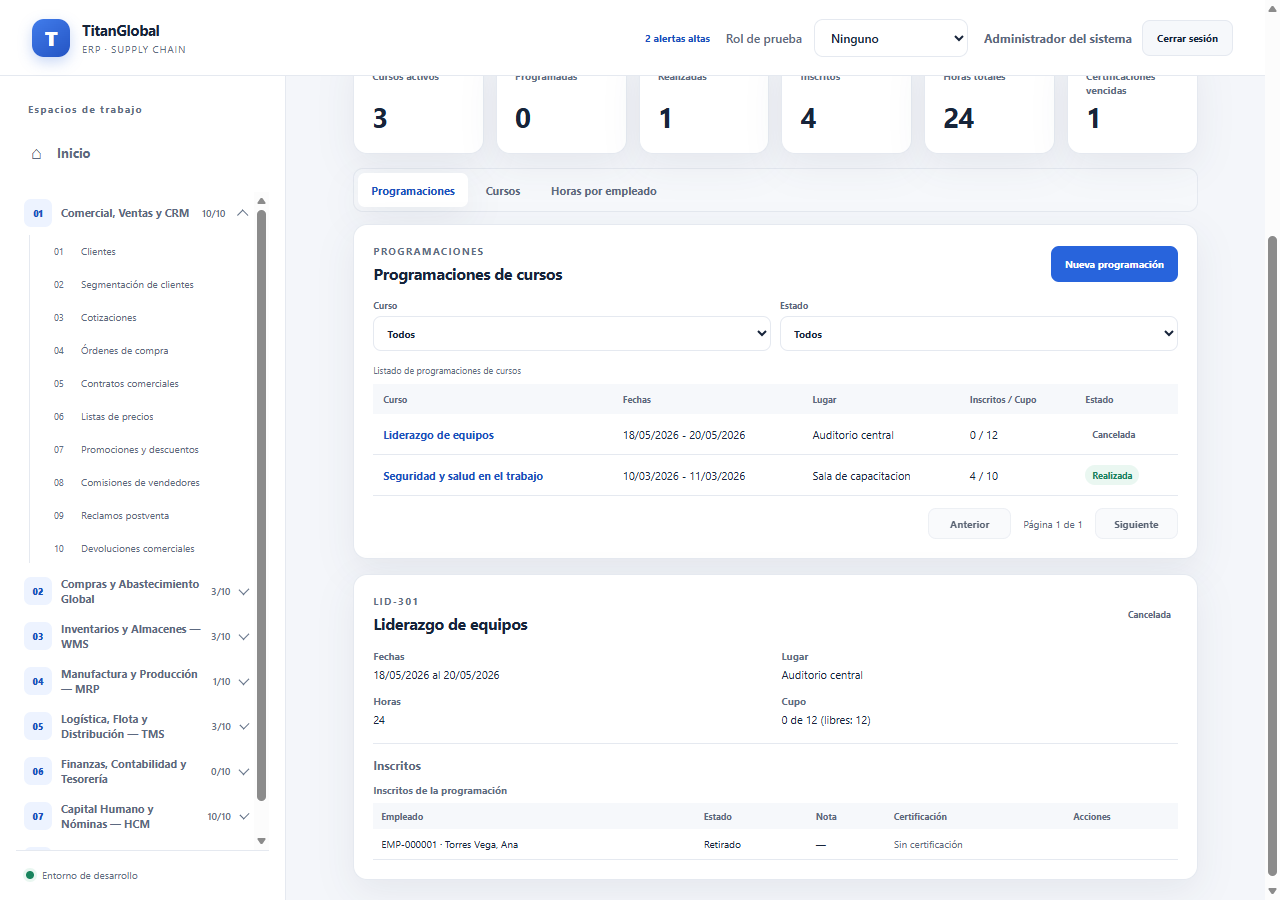 T
TitanGlobal
ERP · SUPPLY CHAIN
2 alertas altas
Rol de prueba
Ninguno
Administrador del sistema
Cerrar sesión
Espacios de trabajo
Inicio
01 Comercial, Ventas y CRM 10/10
01 Clientes
02 Segmentación de clientes
03 Cotizaciones
04 Órdenes de compra
05 Contratos comerciales
06 Listas de precios
07 Promociones y descuentos
08 Comisiones de vendedores
09 Reclamos postventa
10 Devoluciones comerciales
02 Compras y Abastecimiento Global 3/10
03 Inventarios y Almacenes — WMS 3/10
04 Manufactura y Producción — MRP 1/10
05 Logística, Flota y Distribución — TMS 3/10
06 Finanzas, Contabilidad y Tesorería 0/10
07 Capital Humano y Nóminas — HCM 10/10
Entorno de desarrollo
Cursos activos
3
Programadas
0
Realizadas
1
Inscritos
4
Horas totales
24
Certificaciones vencidas
1
Programaciones
Cursos
Horas por empleado
PROGRAMACIONES
Programaciones de cursos
Nueva programación
Curso
Todos
Estado
Todos
Listado de programaciones de cursos
Curso Fechas Lugar Inscritos / Cupo Estado
Liderazgo de equipos 18/05/2026 - 20/05/2026 Auditorio central 0 / 12 Cancelada
Seguridad y salud en el trabajo 10/03/2026 - 11/03/2026 Sala de capacitacion 4 / 10 Realizada
Anterior
Página 1 de 1
Siguiente
LID-301
Liderazgo de equipos
Cancelada
Fechas
18/05/2026 al 20/05/2026
Lugar
Auditorio central
Horas
24
Cupo
0 de 12 (libres: 12)
Inscritos
Inscritos de la programación
Empleado Estado Nota Certificación Acciones
EMP-000001 · Torres Vega, Ana Retirado — Sin certificación